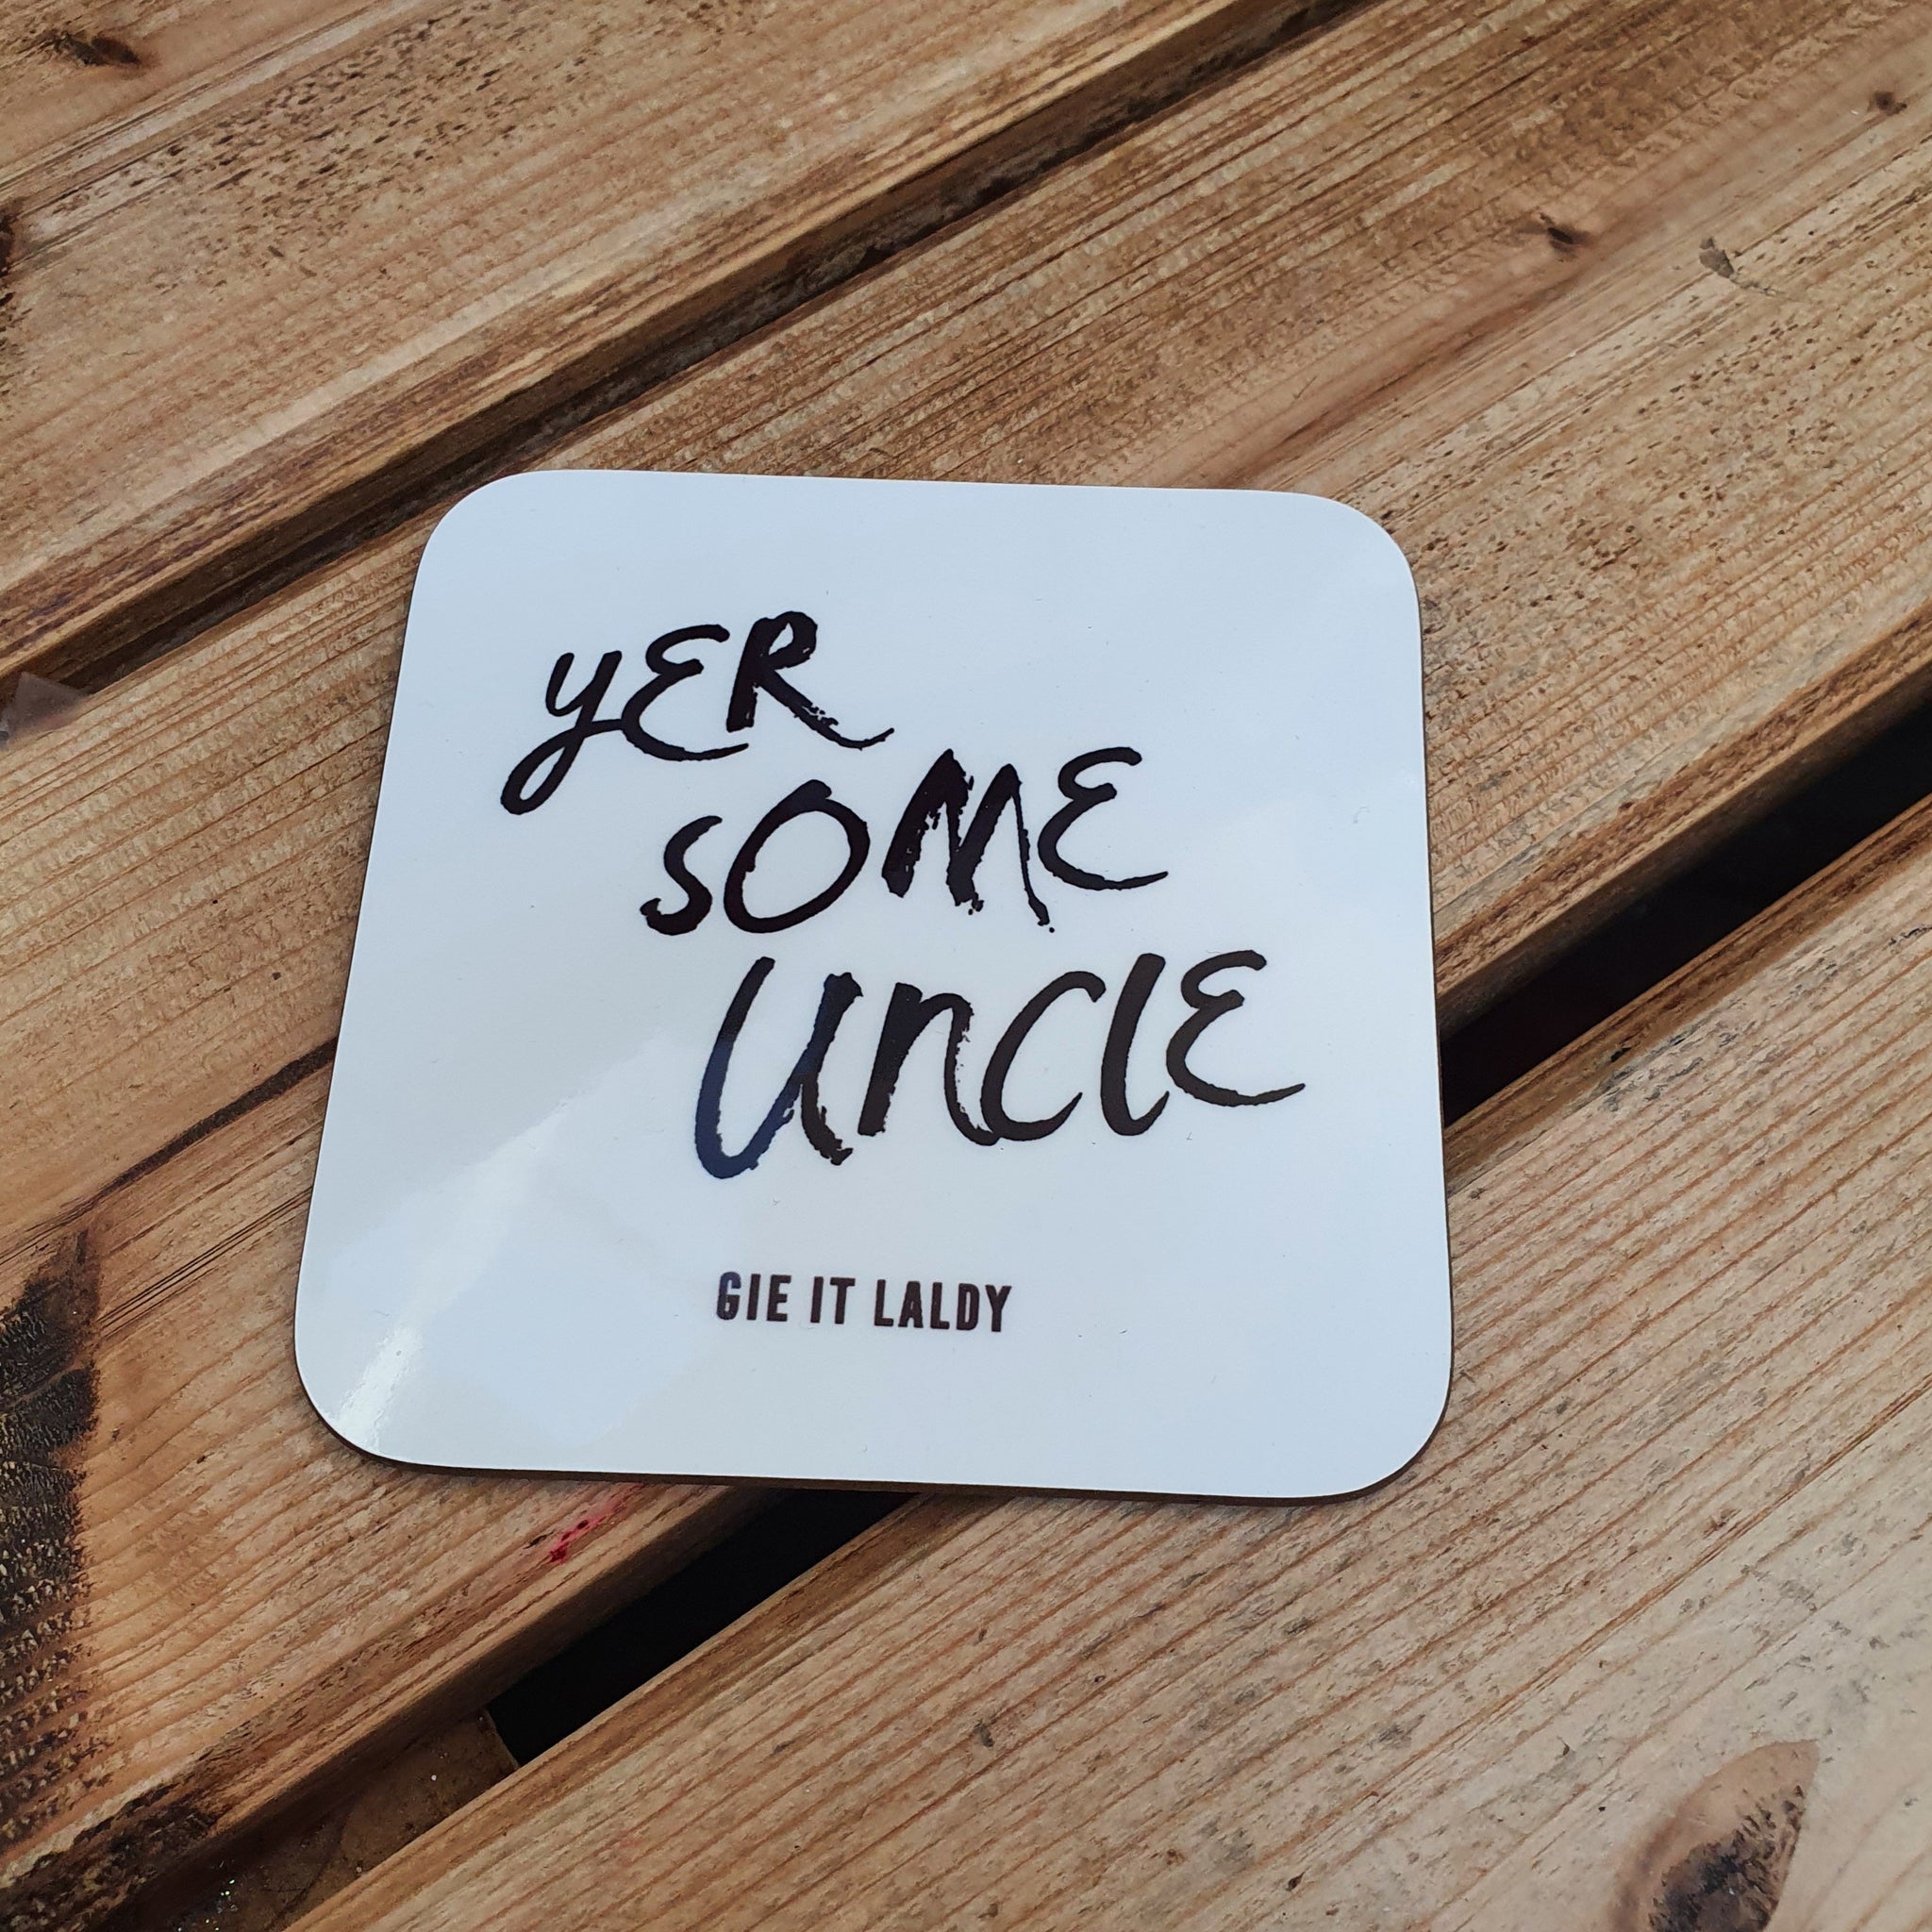 yER
SOME
UnClE
GIE IT LALDY